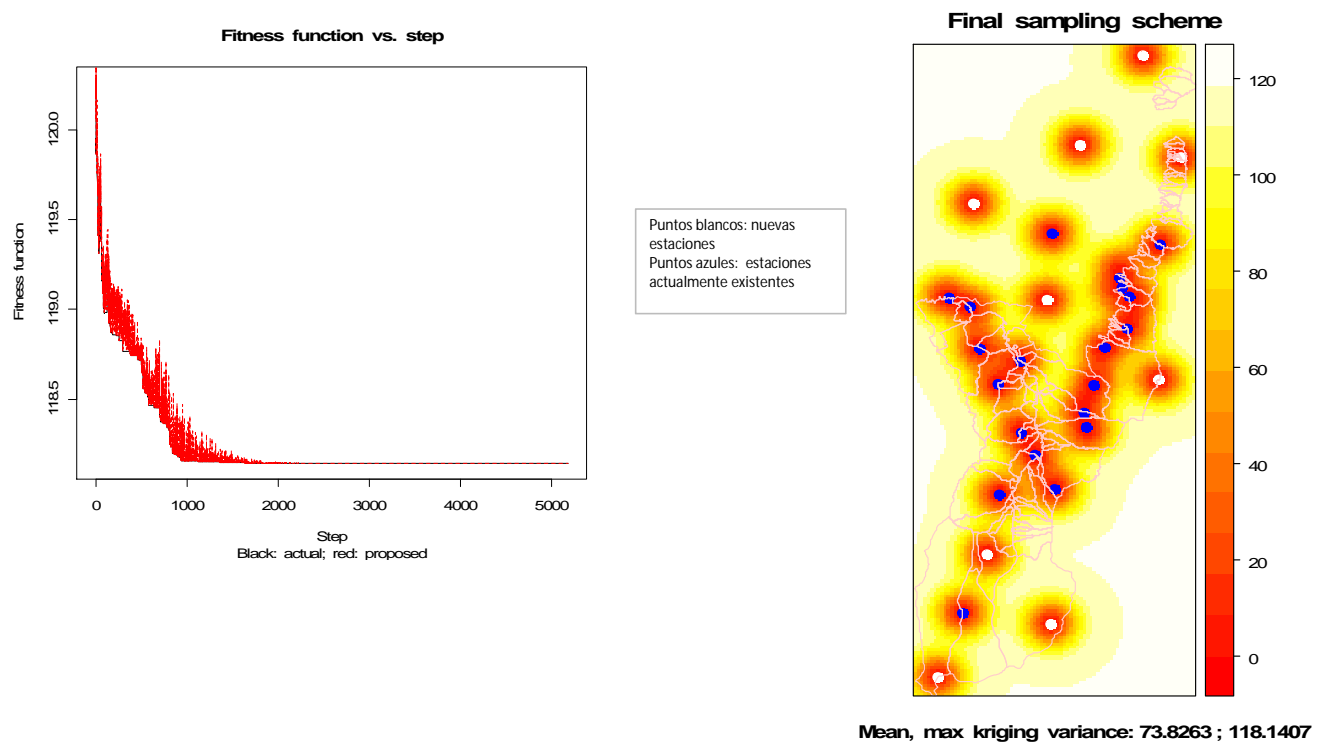 Fitness function vs. step
Fitness function
120.0
119.5
119.0
118.5
0 1000 2000 3000 4000 5000
Step
Black: actual; red: proposed
Puntos blancos: nuevas
estaciones
Puntos azules: estaciones
actualmente existentes
Final sampling scheme
120
100
80
60
40
20
0
Mean, max kriging variance: 73.8263 ; 118.1407